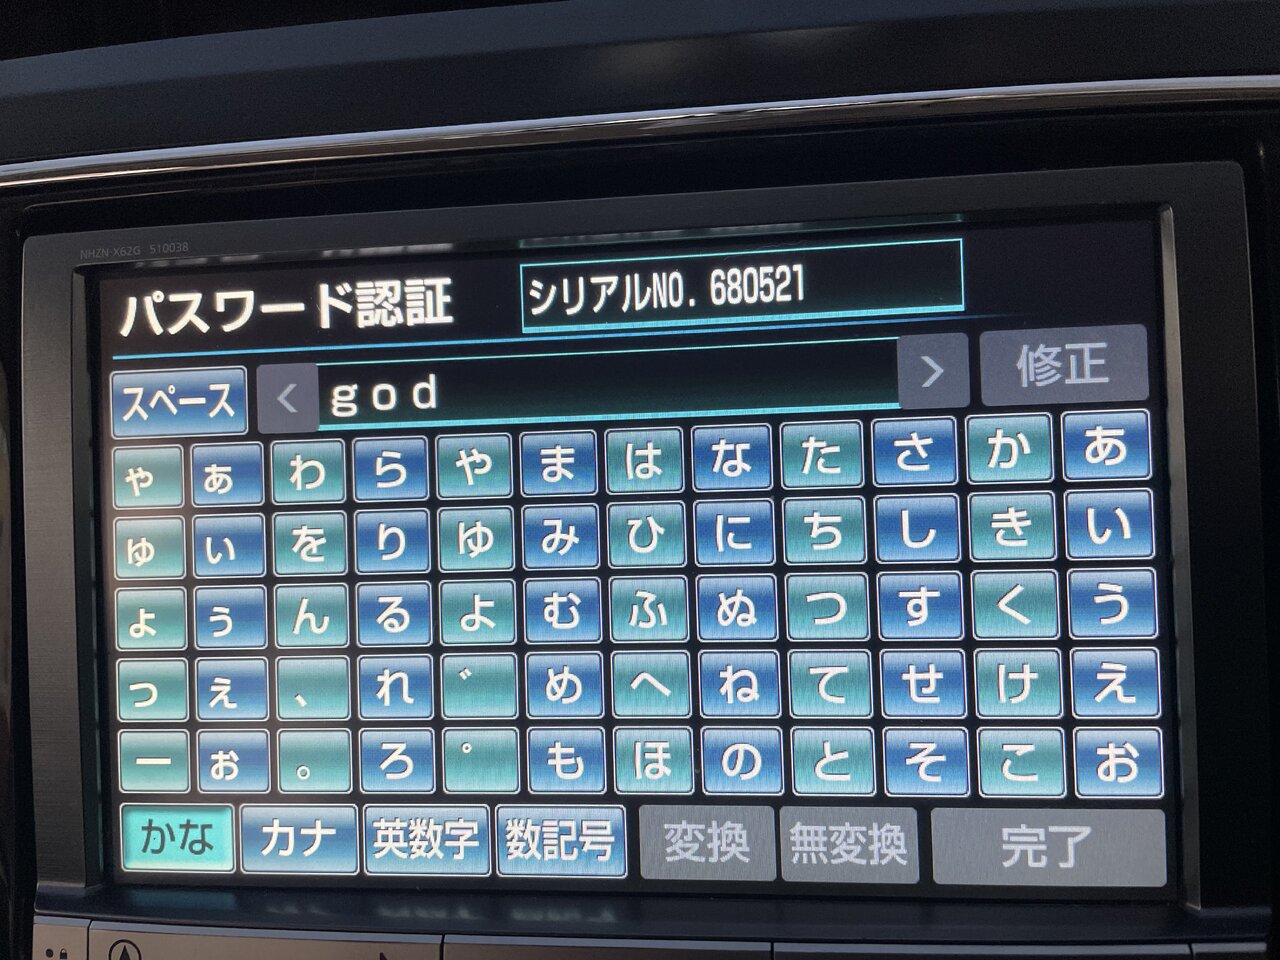 NHZN-X62G 510038
パスワード認証 シリアルNO. 680521
スペース < god > 修正
ゃ ぁ わ ら や ま は な た さ か あ
ゅ ぃ を り ゆ み ひ に ち し き い
ょ ぅ ん る よ む ふ ぬ つ す く う
っ ぇ 、 れ ゛ め へ ね て せ け え
ー ぉ 。 ろ ゜ も ほ の と そ こ お
かな カナ 英数字 数記号 変換 無変換 完了